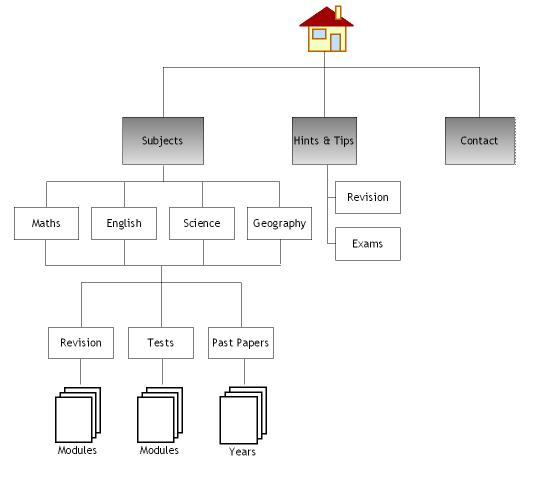 Subjects
Hints & Tips
Contact
Maths
English
Science
Geography
Revision
Exams
Revision
Tests
Past Papers
Modules
Modules
Years